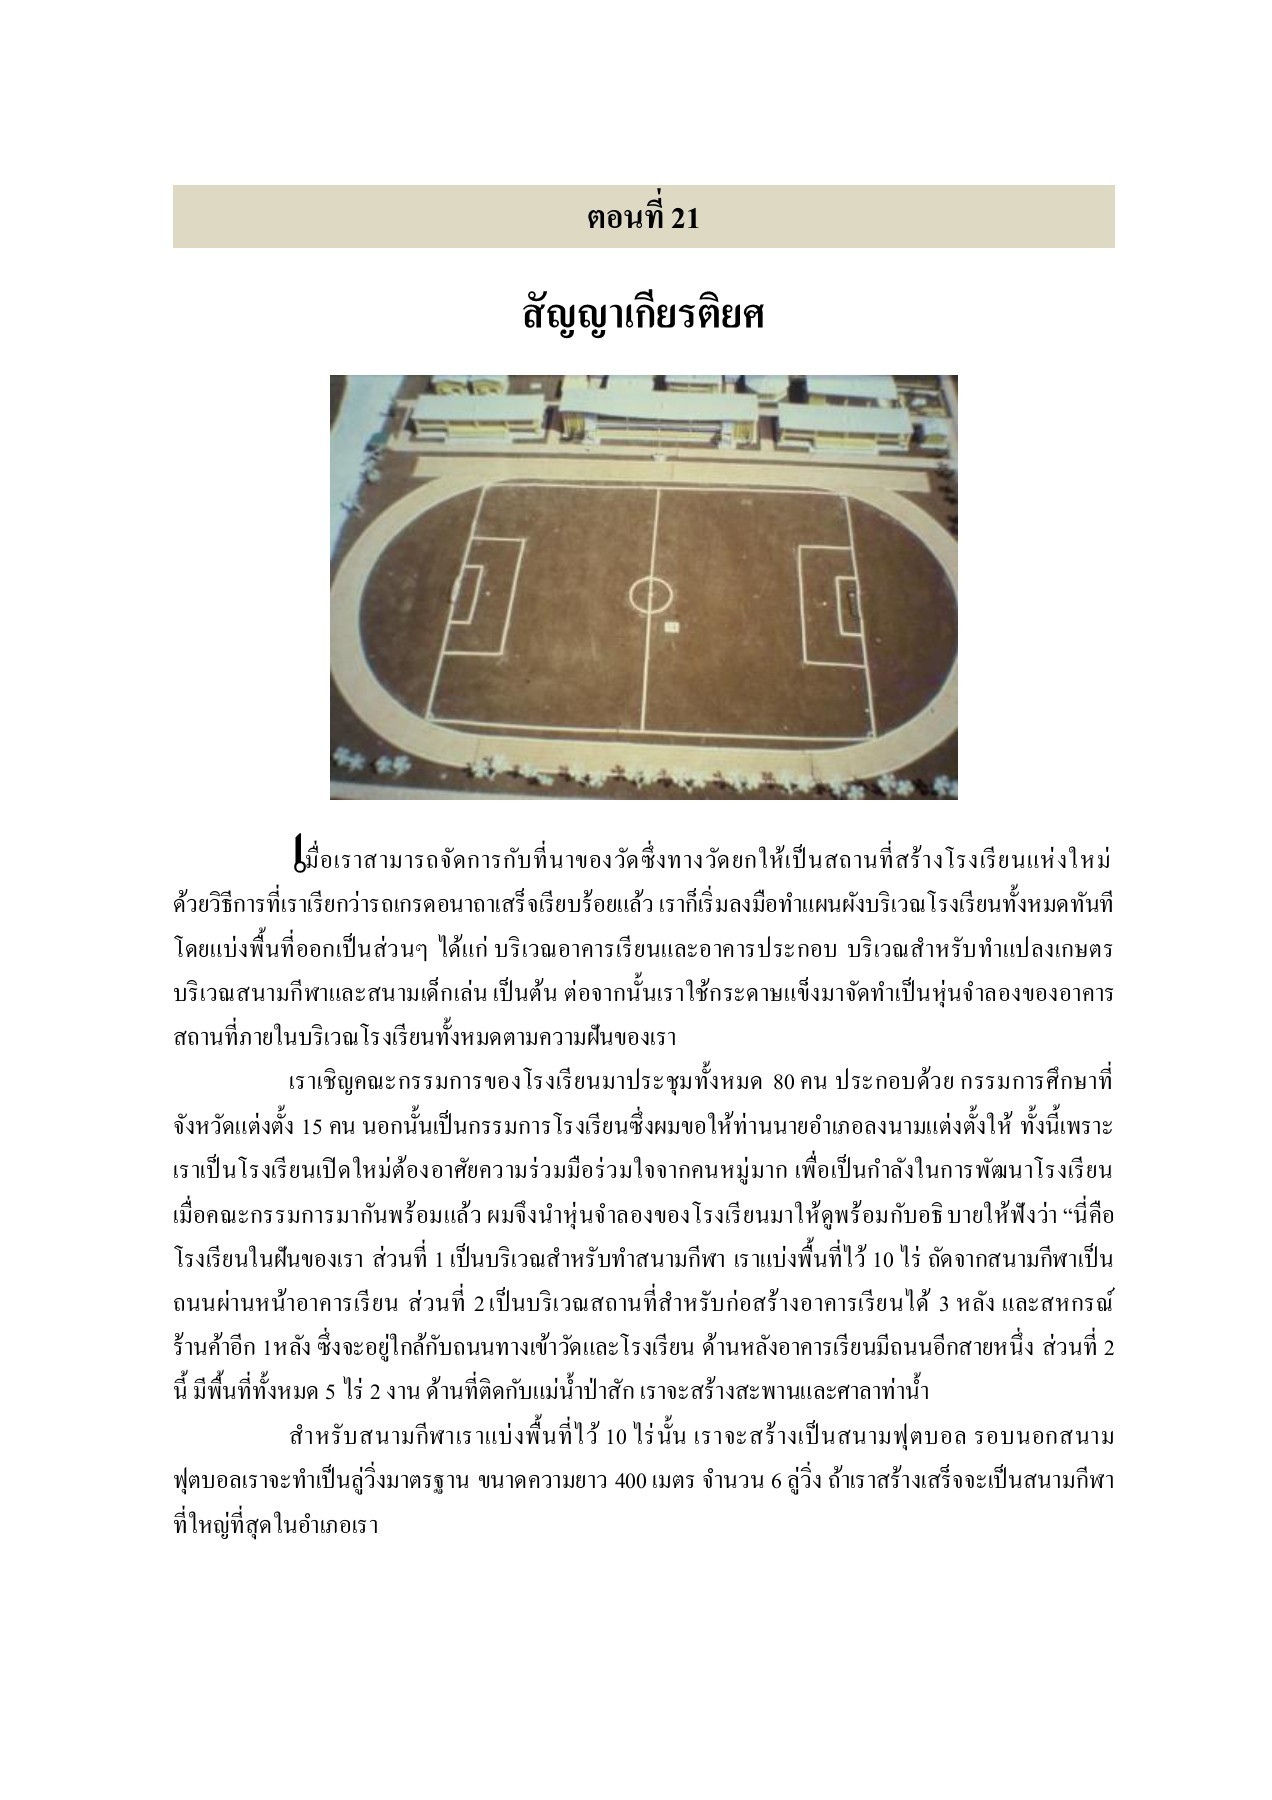 ตอนที่ 21
สัญญาเกียรติยศ
เมื่อเราสามารถจัดการกับที่นาของวัดซึ่งทางวัดยกให้เป็นสถานที่สร้างโรงเรียนแห่งใหม่
ด้วยวิธีการที่เราเรียกว่ารถเกรดอนาถาเสร็จเรียบร้อยแล้ว เราก็เริ่มลงมือทำแผนผังบริเวณโรงเรียนทั้งหมดทันที
โดยแบ่งพื้นที่ออกเป็นส่วนๆ ได้แก่ บริเวณอาคารเรียนและอาคารประกอบ บริเวณสำหรับทำแปลงเกษตร
บริเวณสนามกีฬาและสนามเด็กเล่น เป็นต้น ต่อจากนั้นเราใช้กระดาษแข็งมาจัดทำเป็นหุ่นจำลองของอาคาร
สถานที่ภายในบริเวณโรงเรียนทั้งหมดตามความฝันของเรา
เราเชิญคณะกรรมการของโรงเรียนมาประชุมทั้งหมด 80 คน ประกอบด้วย กรรมการศึกษาที่
จังหวัดแต่งตั้ง 15 คน นอกนั้นเป็นกรรมการโรงเรียนซึ่งผมขอให้ท่านนายอำเภอลงนามแต่งตั้งให้ ทั้งนี้เพราะ
เราเป็นโรงเรียนเปิดใหม่ต้องอาศัยความร่วมมือร่วมใจจากคนหมู่มาก เพื่อเป็นกำลังในการพัฒนาโรงเรียน
เมื่อคณะกรรมการมากันพร้อมแล้ว ผมจึงนำหุ่นจำลองของโรงเรียนมาให้ดูพร้อมกับอธิ บายให้ฟังว่า “นี่คือ
โรงเรียนในฝันของเรา ส่วนที่ 1 เป็นบริเวณสำหรับทำสนามกีฬา เราแบ่งพื้นที่ไว้ 10 ไร่ ถัดจากสนามกีฬาเป็น
ถนนผ่านหน้าอาคารเรียน ส่วนที่ 2 เป็นบริเวณสถานที่สำหรับก่อสร้างอาคารเรียนได้ 3 หลัง และสหกรณ์
ร้านค้าอีก 1หลัง ซึ่งจะอยู่ใกล้กับถนนทางเข้าวัดและโรงเรียน ด้านหลังอาคารเรียนมีถนนอีกสายหนึ่ง ส่วนที่ 2
นี้ มีพื้นที่ทั้งหมด 5 ไร่ 2 งาน ด้านที่ติดกับแม่น้ำป่าสัก เราจะสร้างสะพานและศาลาท่าน้ำ
สำหรับสนามกีฬาเราแบ่งพื้นที่ไว้ 10 ไร่นั้น เราจะสร้างเป็นสนามฟุตบอล รอบนอกสนาม
ฟุตบอลเราจะทำเป็นลู่วิ่งมาตรฐาน ขนาดความยาว 400 เมตร จำนวน 6 ลู่วิ่ง ถ้าเราสร้างเสร็จจะเป็นสนามกีฬา
ที่ใหญ่ที่สุดในอำเภอเรา